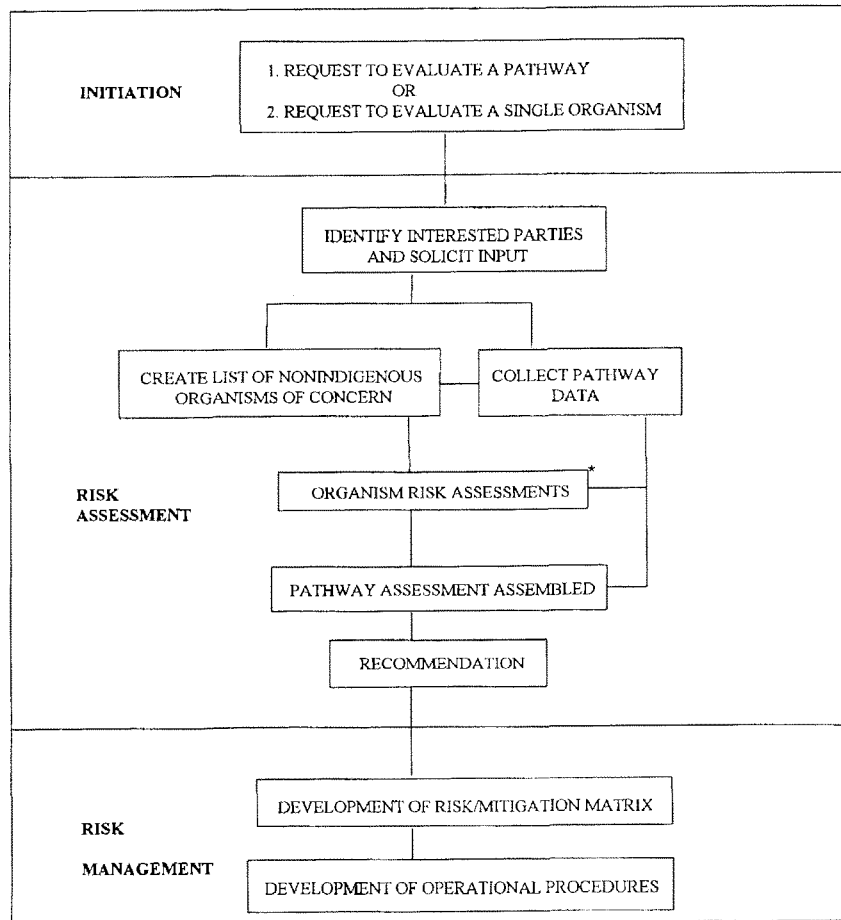 INITIATION
1. REQUEST TO EVALUATE A PATHWAY
OR
2. REQUEST TO EVALUATE A SINGLE ORGANISM
IDENTIFY INTERESTED PARTIES
AND SOLICIT INPUT
CREATE LIST OF NONINDIGENOUS
ORGANISMS OF CONCERN
COLLECT PATHWAY
DATA
RISK
ASSESSMENT
ORGANISM RISK ASSESSMENTS
*
PATHWAY ASSESSMENT ASSEMBLED
RECOMMENDATION
RISK
MANAGEMENT
DEVELOPMENT OF RISK/MITIGATION MATRIX
DEVELOPMENT OF OPERATIONAL PROCEDURES